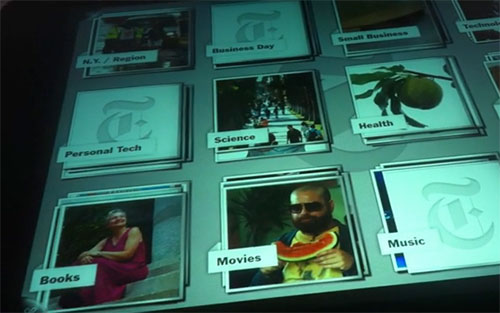 N.Y. / Region
Business Day
Small Business
Personal Tech
Science
Health
Books
Movies
Music